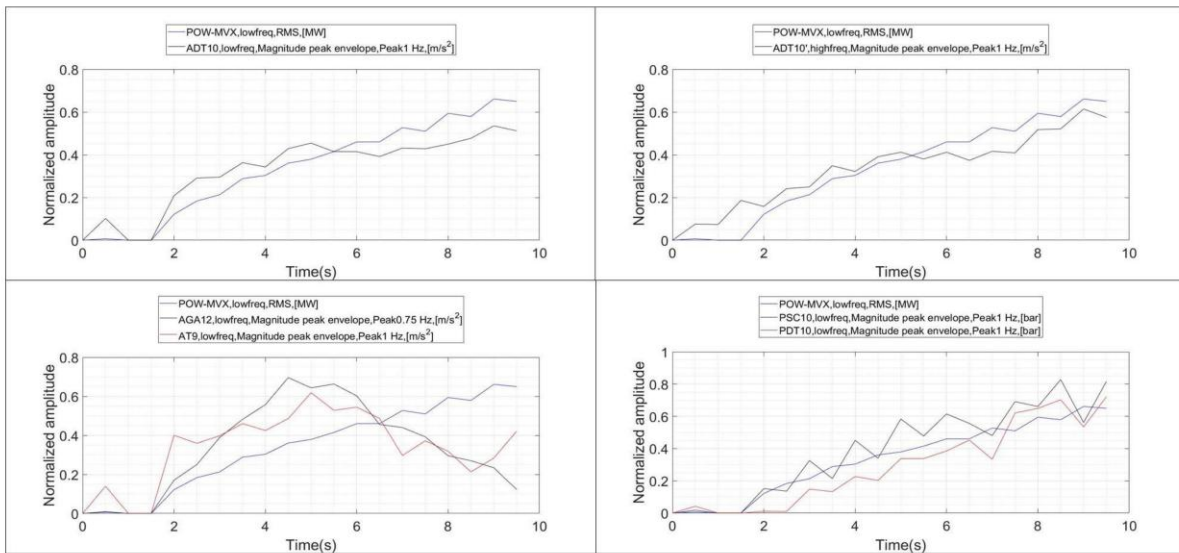 POW-MVX,lowfreq,RMS,[MW]
ADT10,lowfreq,Magnitude peak envelope,Peak1 Hz,[m/s²]
0.8
0.6
0.4
0.2
0
Normalized amplitude
0 2 4 6 8 10
Time(s)
POW-MVX,lowfreq,RMS,[MW]
ADT10',highfreq,Magnitude peak envelope,Peak1 Hz,[m/s²]
0.8
0.6
0.4
0.2
0
Normalized amplitude
0 2 4 6 8 10
Time(s)
POW-MVX,lowfreq,RMS,[MW]
AGA12,lowfreq,Magnitude peak envelope,Peak0.75 Hz,[m/s²]
AT9,lowfreq,Magnitude peak envelope,Peak1 Hz,[m/s²]
0.8
0.6
0.4
0.2
0
Normalized amplitude
0 2 4 6 8 10
Time(s)
POW-MVX,lowfreq,RMS,[MW]
PSC10,lowfreq,Magnitude peak envelope,Peak1 Hz,[bar]
PDT10,lowfreq,Magnitude peak envelope,Peak1 Hz,[bar]
1
0.8
0.6
0.4
0.2
0
Normalized amplitude
0 2 4 6 8 10
Time(s)